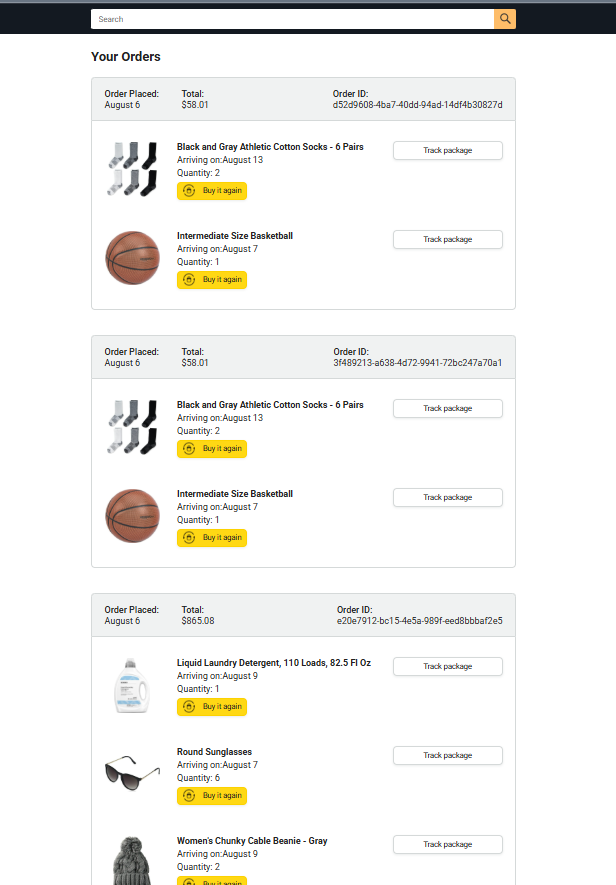 Search
Your Orders
Order Placed: Total: Order ID:
August 6 $58.01 d52d9608-4ba7-40dd-94ad-14df4b30827d
Black and Gray Athletic Cotton Socks - 6 Pairs
Track package
Arriving on:August 13
Quantity: 2
Buy it again
Intermediate Size Basketball
Track package
Arriving on:August 7
Quantity: 1
Buy it again
Order Placed: Total: Order ID:
August 6 $58.01 3f489213-a638-4d72-9941-72bc247a70a1
Black and Gray Athletic Cotton Socks - 6 Pairs
Track package
Arriving on:August 13
Quantity: 2
Buy it again
Intermediate Size Basketball
Track package
Arriving on:August 7
Quantity: 1
Buy it again
Order Placed: Total: Order ID:
August 6 $865.08 e20e7912-bc15-4e5a-989f-eed8bbbaf2e5
Liquid Laundry Detergent, 110 Loads, 82.5 Fl Oz
Track package
Arriving on:August 9
Quantity: 1
Buy it again
Round Sunglasses
Track package
Arriving on:August 7
Quantity: 6
Buy it again
Women's Chunky Cable Beanie - Gray
Track package
Arriving on:August 9
Quantity: 2
Buy it again